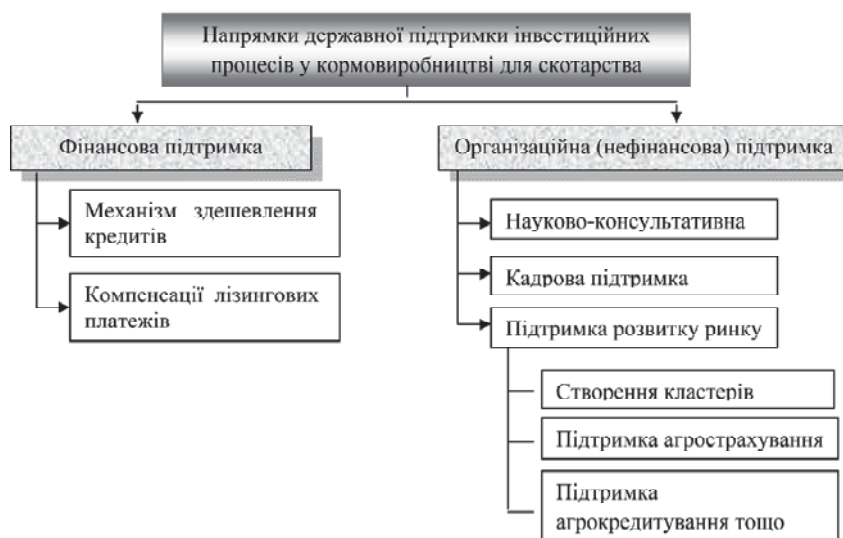 Напрямки державної підтримки інвестиційних
процесів у кормовиробництві для скотарства
Фінансова підтримка
Механізм здешевлення
кредитів
Компенсації лізингових
платежів
Організаційна (нефінансова) підтримка
Науково-консультативна
Кадрова підтримка
Підтримка розвитку ринку
Створення кластерів
Підтримка агрострахування
Підтримка
агрокредитування тощо